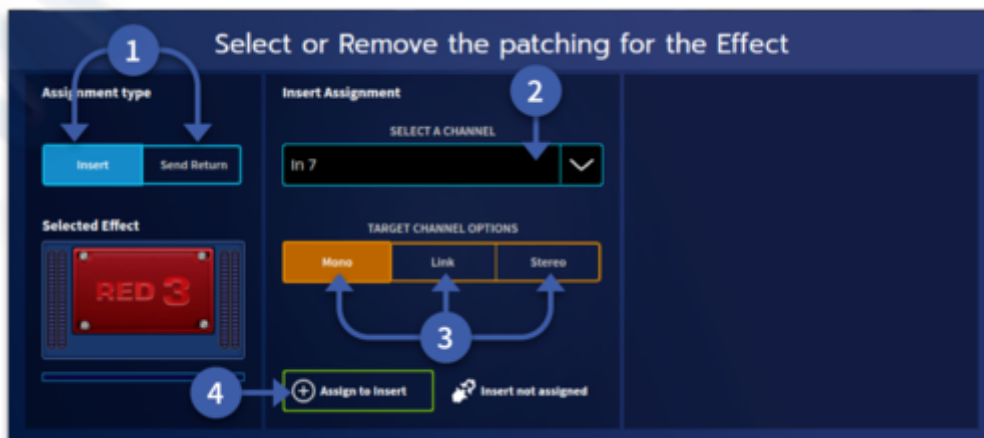 Select or Remove the patching for the Effect
1
Assignment type
Insert
Send Return
Selected Effect
RED 3
Insert Assignment
2
SELECT A CHANNEL
In 7
TARGET CHANNEL OPTIONS
Mono
Link
Stereo
3
4
Assign to Insert
Insert not assigned